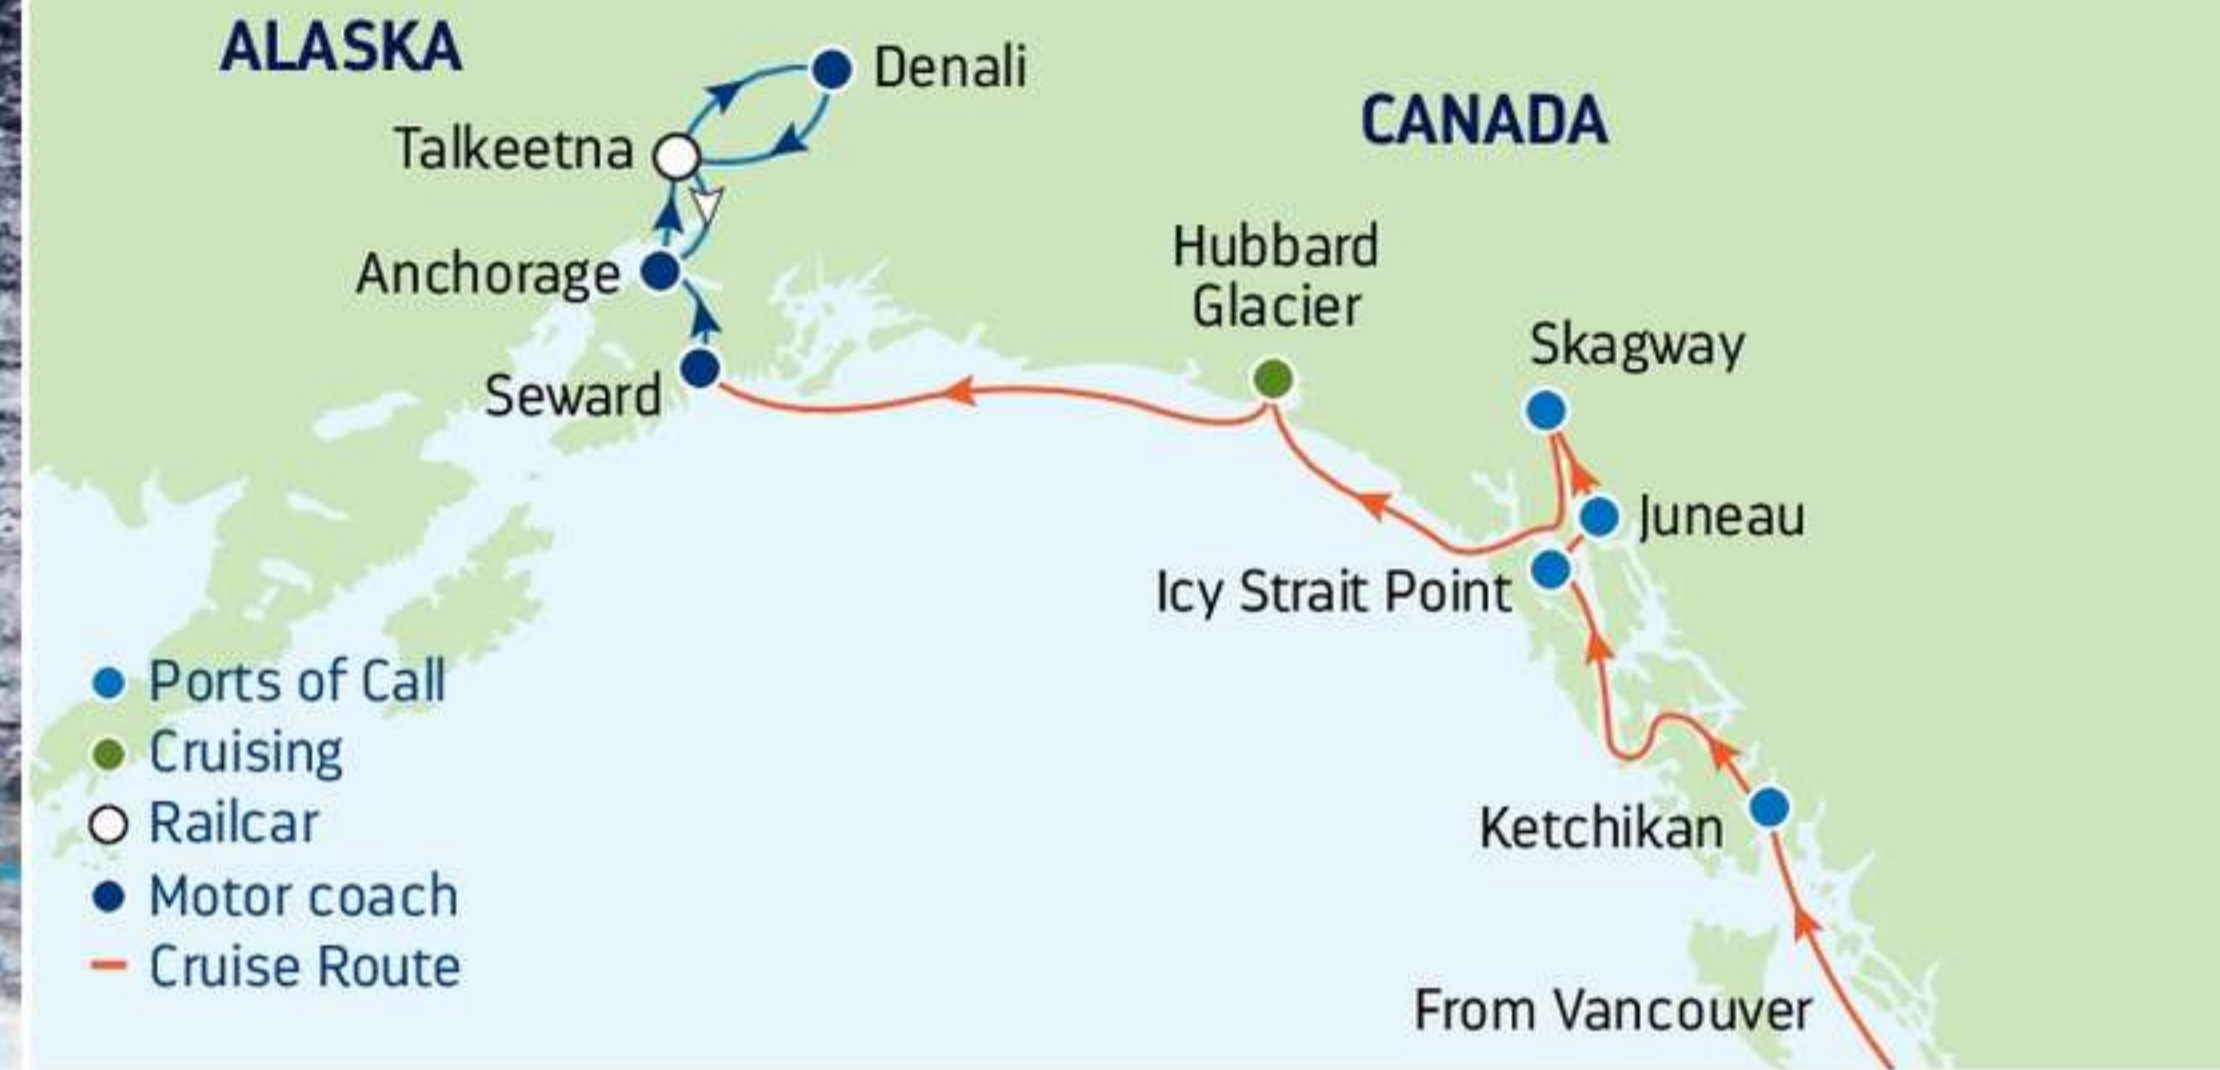 ALASKA
Denali
CANADA
Talkeetna
Hubbard
Glacier
Anchorage
Skagway
Seward
Juneau
Icy Strait Point
Ports of Call
Cruising
Railcar
Motor coach
Cruise Route
Ketchikan
From Vancouver